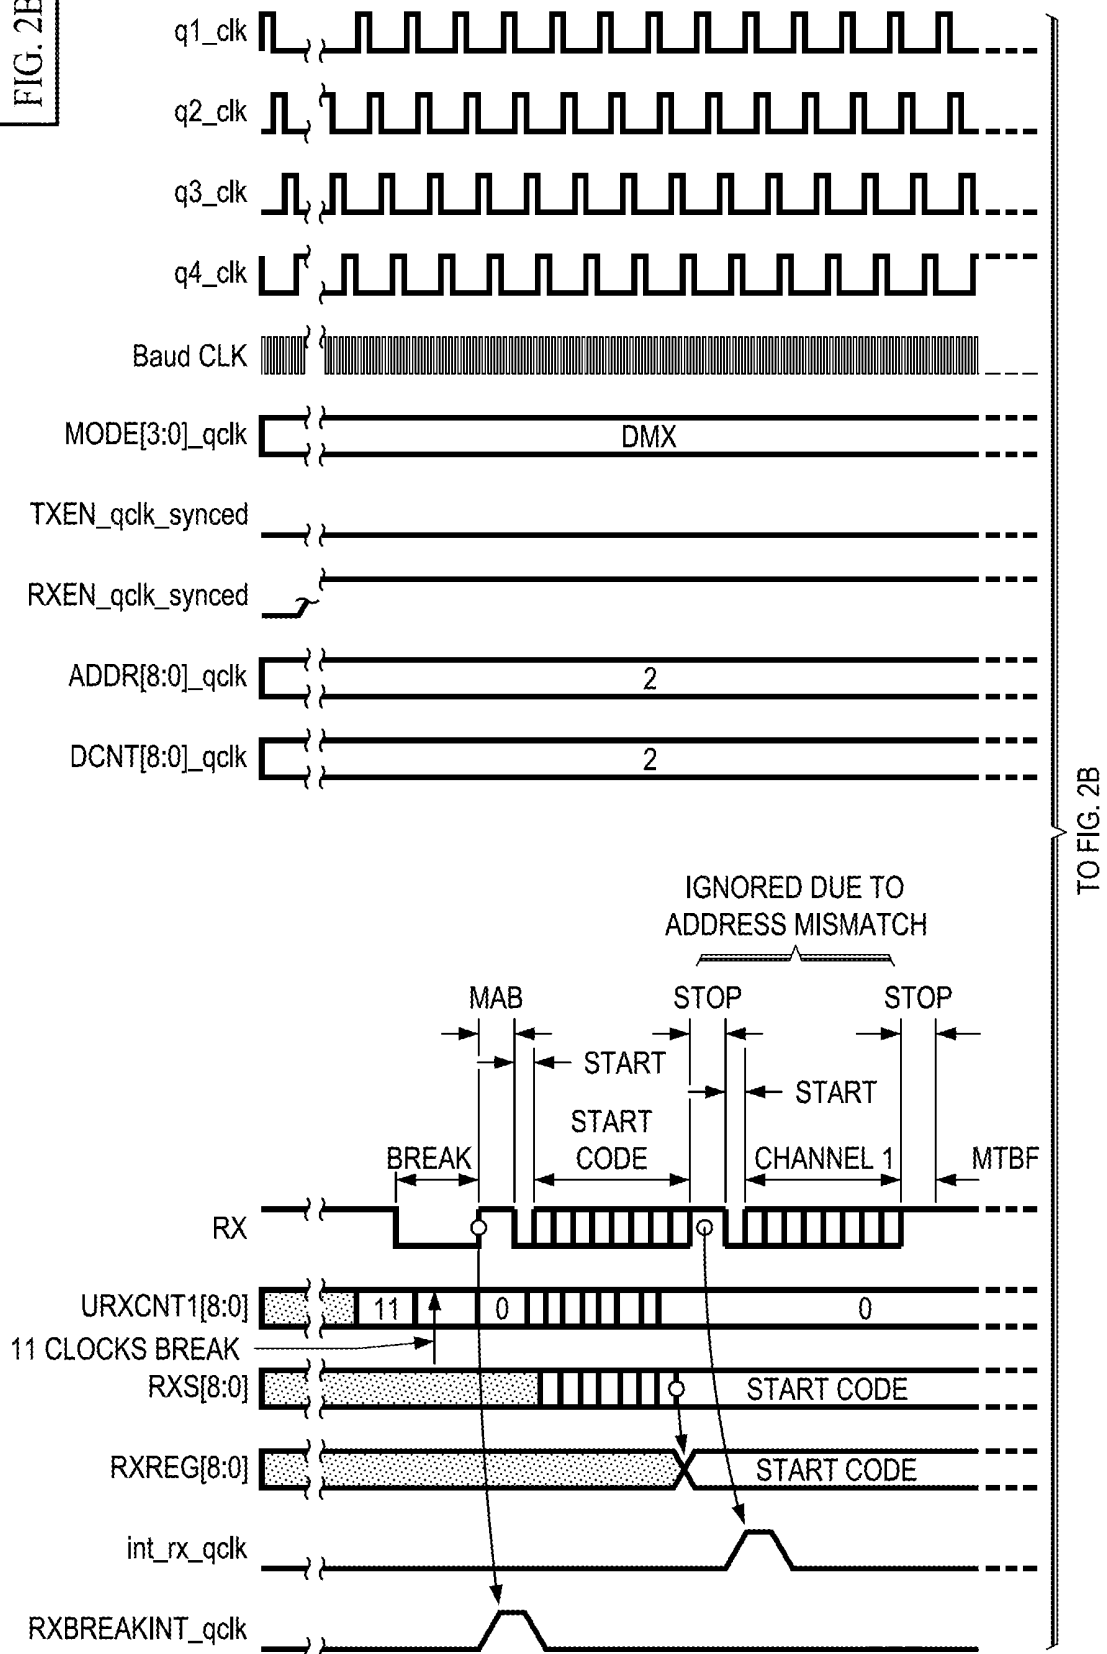 FIG. 2B
q1_clk
q2_clk
q3_clk
q4_clk
Baud CLK
MODE[3:0]_qclk
DMX
TXEN_qclk_synced
RXEN_qclk_synced
ADDR[8:0]_qclk
2
DCNT[8:0]_qclk
2
TO FIG. 2B
IGNORED DUE TO
ADDRESS MISMATCH
MAB
STOP
STOP
START
START
START
CODE
BREAK
CHANNEL 1
MTBF
RX
URXCNT1[8:0]
11
0
0
11 CLOCKS BREAK
RXS[8:0]
START CODE
RXREG[8:0]
START CODE
int_rx_qclk
RXBREAKINT_qclk